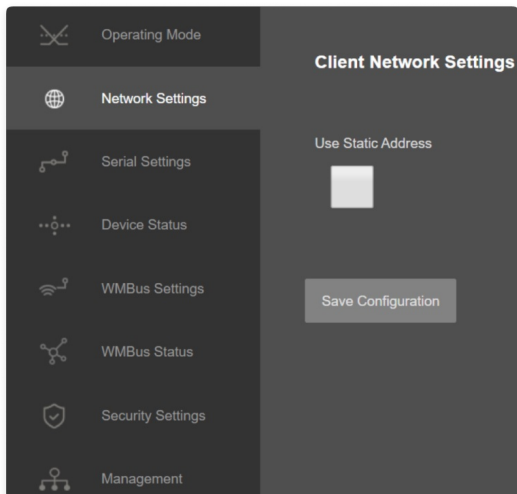 Operating Mode
Network Settings
Serial Settings
Device Status
WMBus Settings
WMBus Status
Security Settings
Management
Client Network Settings
Use Static Address
Save Configuration